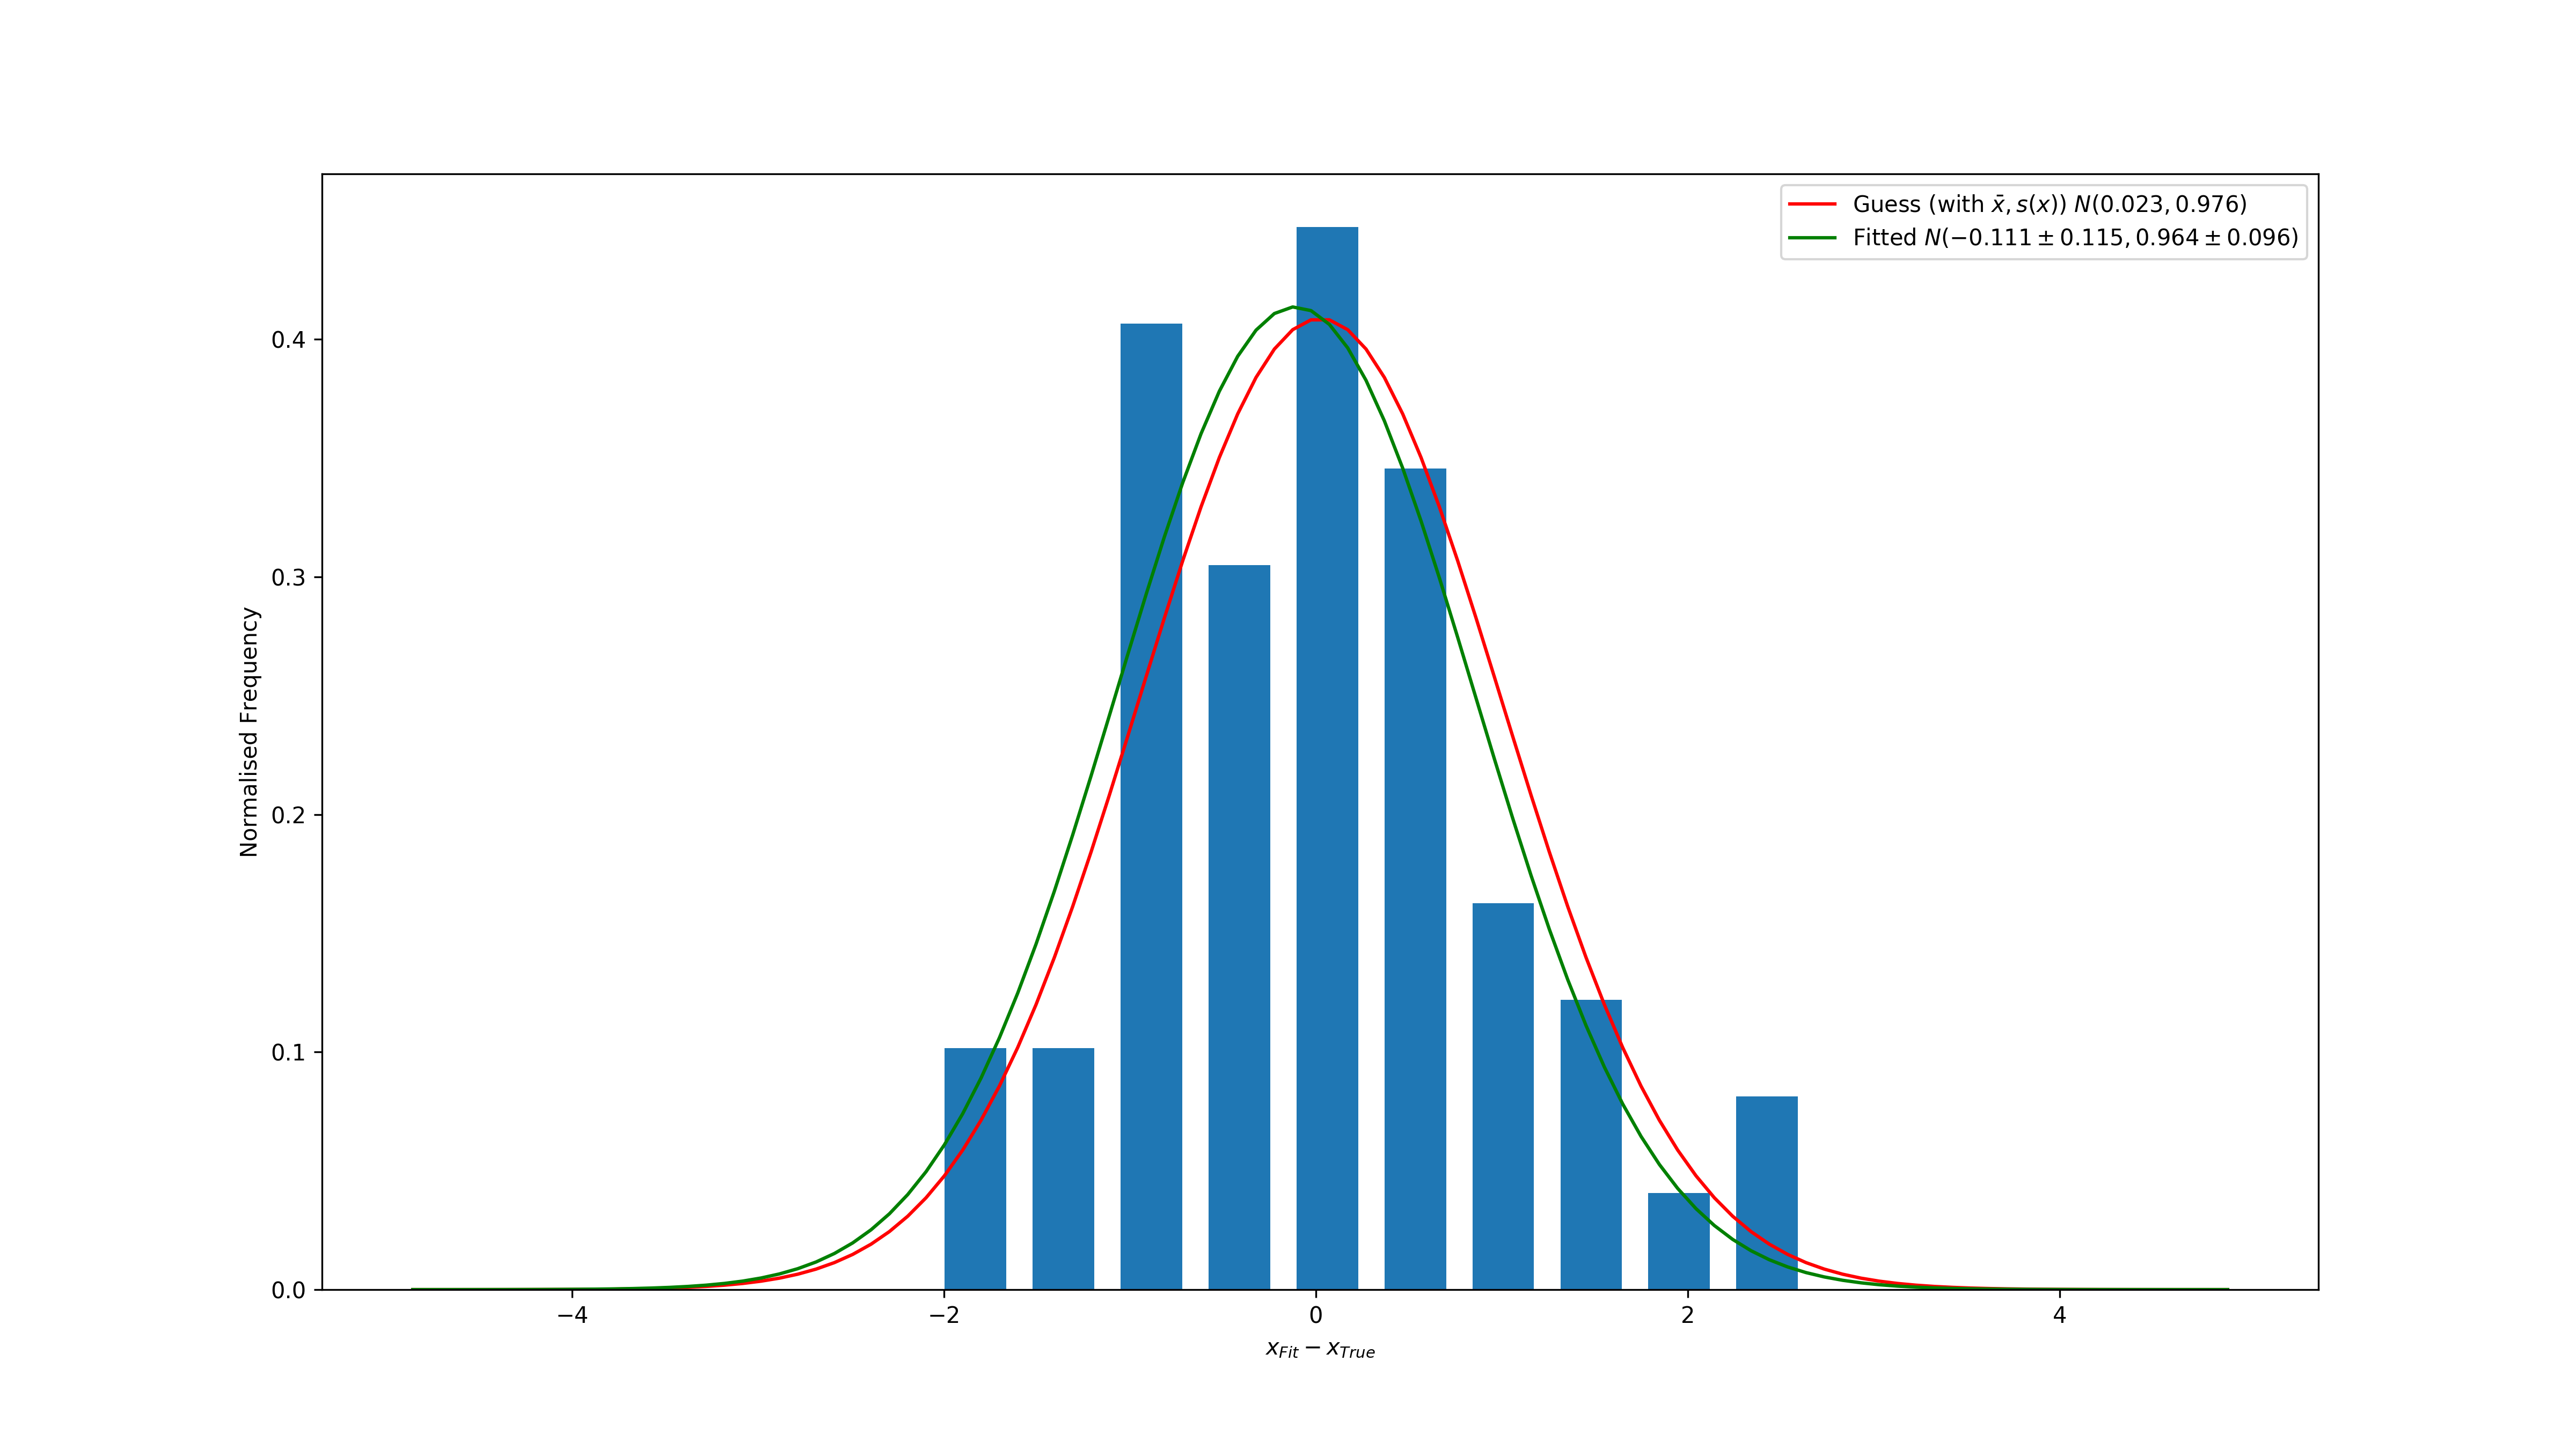 Guess (with x̄, s(x)) N(0.023, 0.976)
Fitted N(−0.111 ± 0.115, 0.964 ± 0.096)
Normalised Frequency
0.4
0.3
0.2
0.1
0.0
−4 −2 0 2 4
x_Fit − x_True